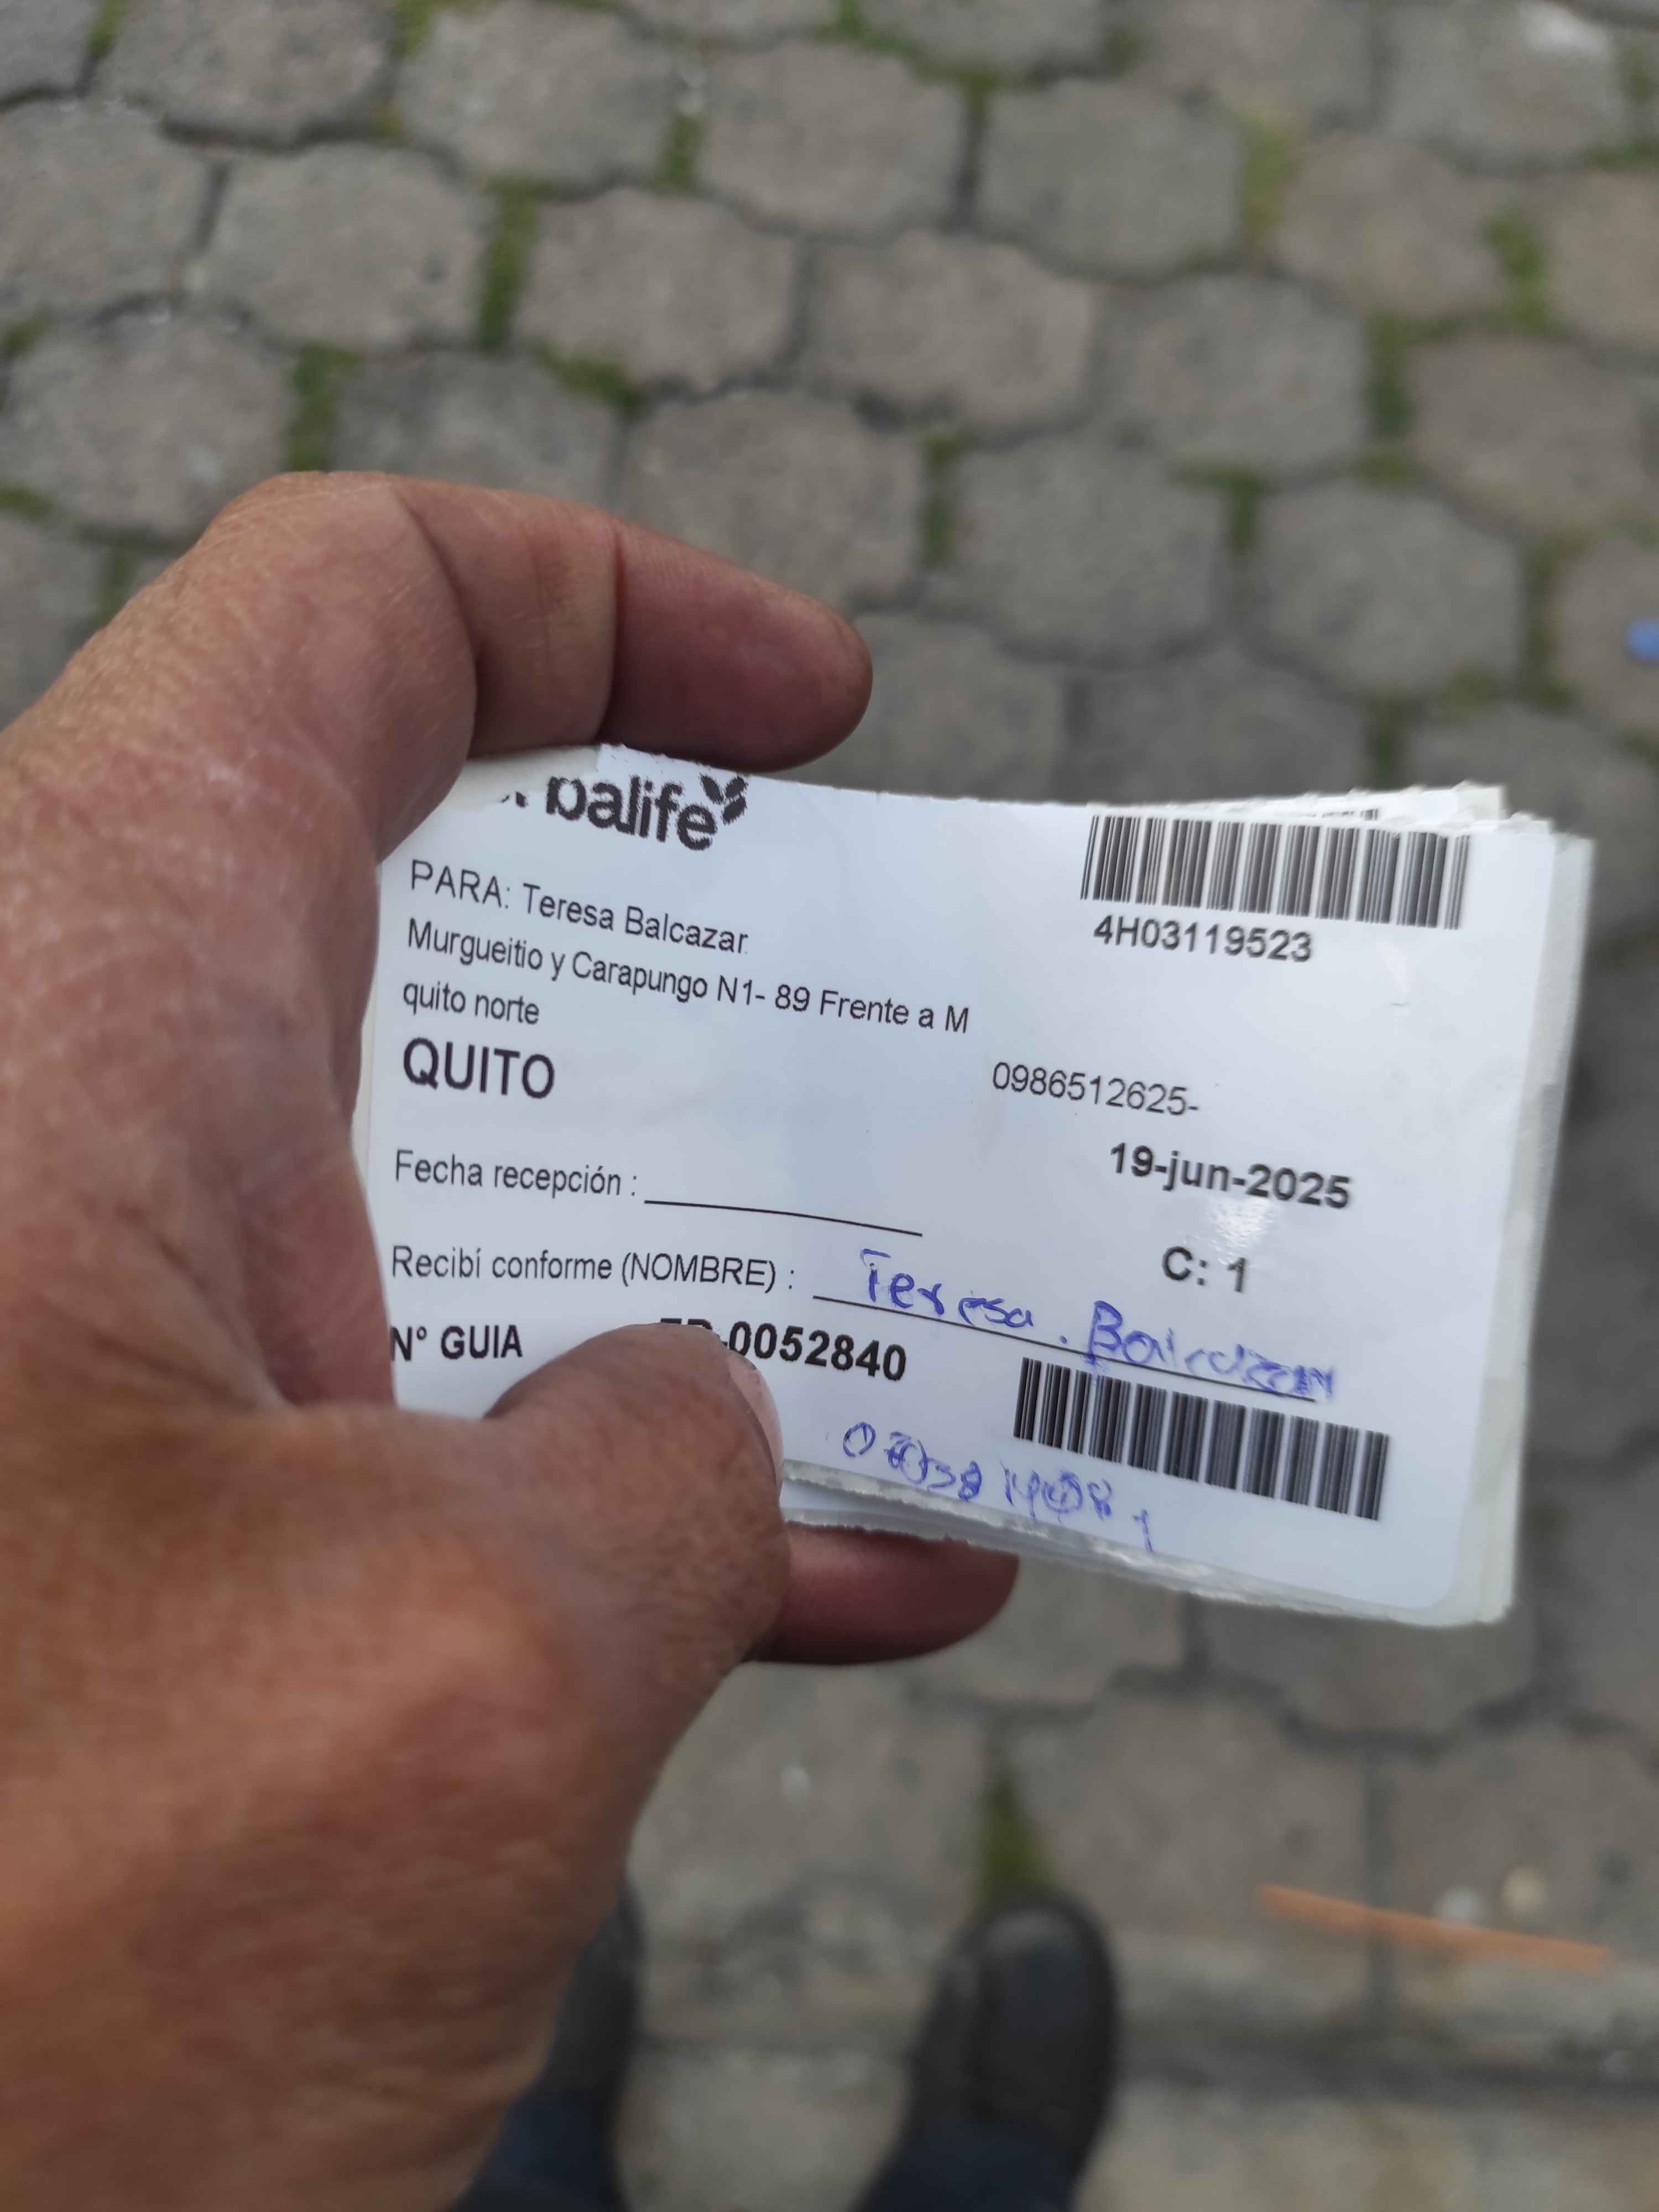 balife
4H03119523
PARA: Teresa Balcazar
Murgueitio y Carapungo N1- 89 Frente a M
quito norte
QUITO
0986512625-
19-jun-2025
Fecha recepción :
C: 1
Recibí conforme (NOMBRE) : Teresa.
N° GUIA -0052840